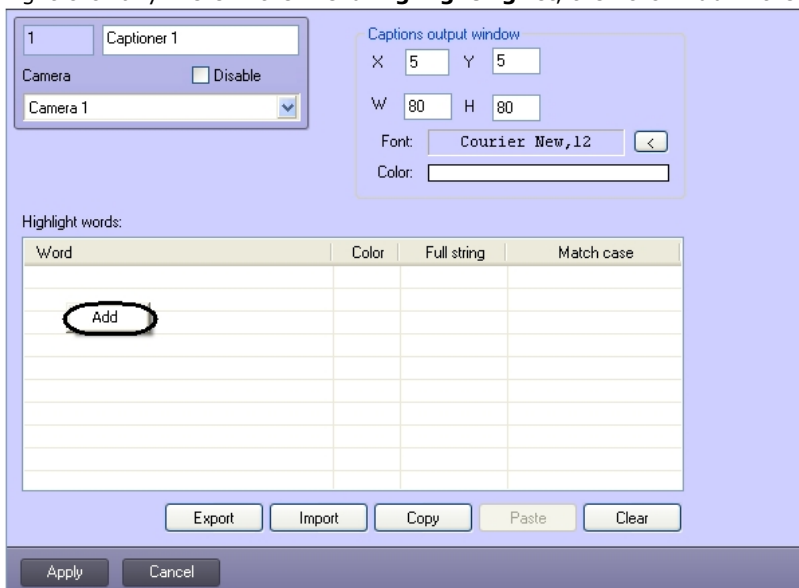 1 Captioner 1
Camera Disable
Camera 1
Captions output window
X 5 Y 5
W 80 H 80
Font: Courier New,12 <
Color:
Highlight words:
Word Color Full string Match case
Add
Export Import Copy Paste Clear
Apply Cancel